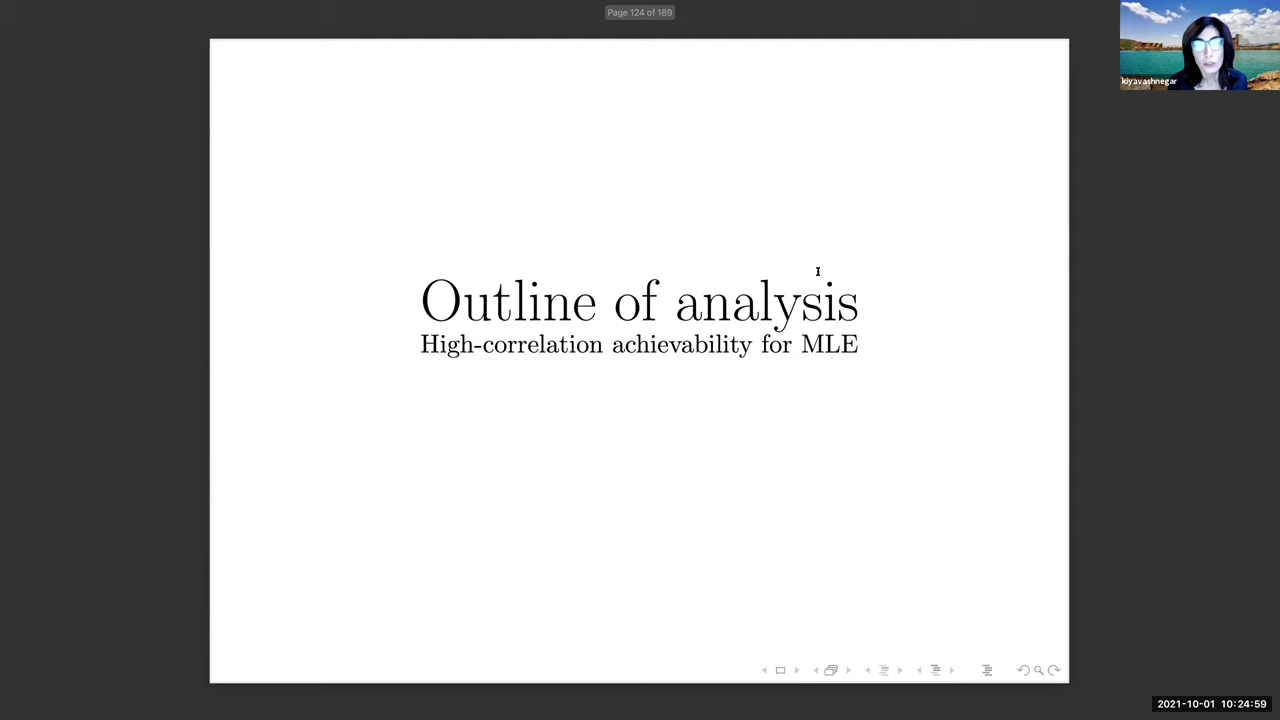 Page 124 of 189
kiyavashnegar
Outline of analysis
High-correlation achievability for MLE
2021-10-01 10:24:59